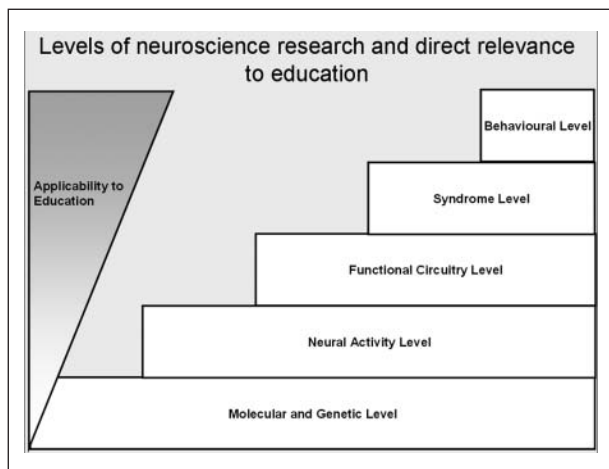 Levels of neuroscience research and direct relevance
to education
Behavioural Level
Applicability to
Education
Syndrome Level
Functional Circuitry Level
Neural Activity Level
Molecular and Genetic Level